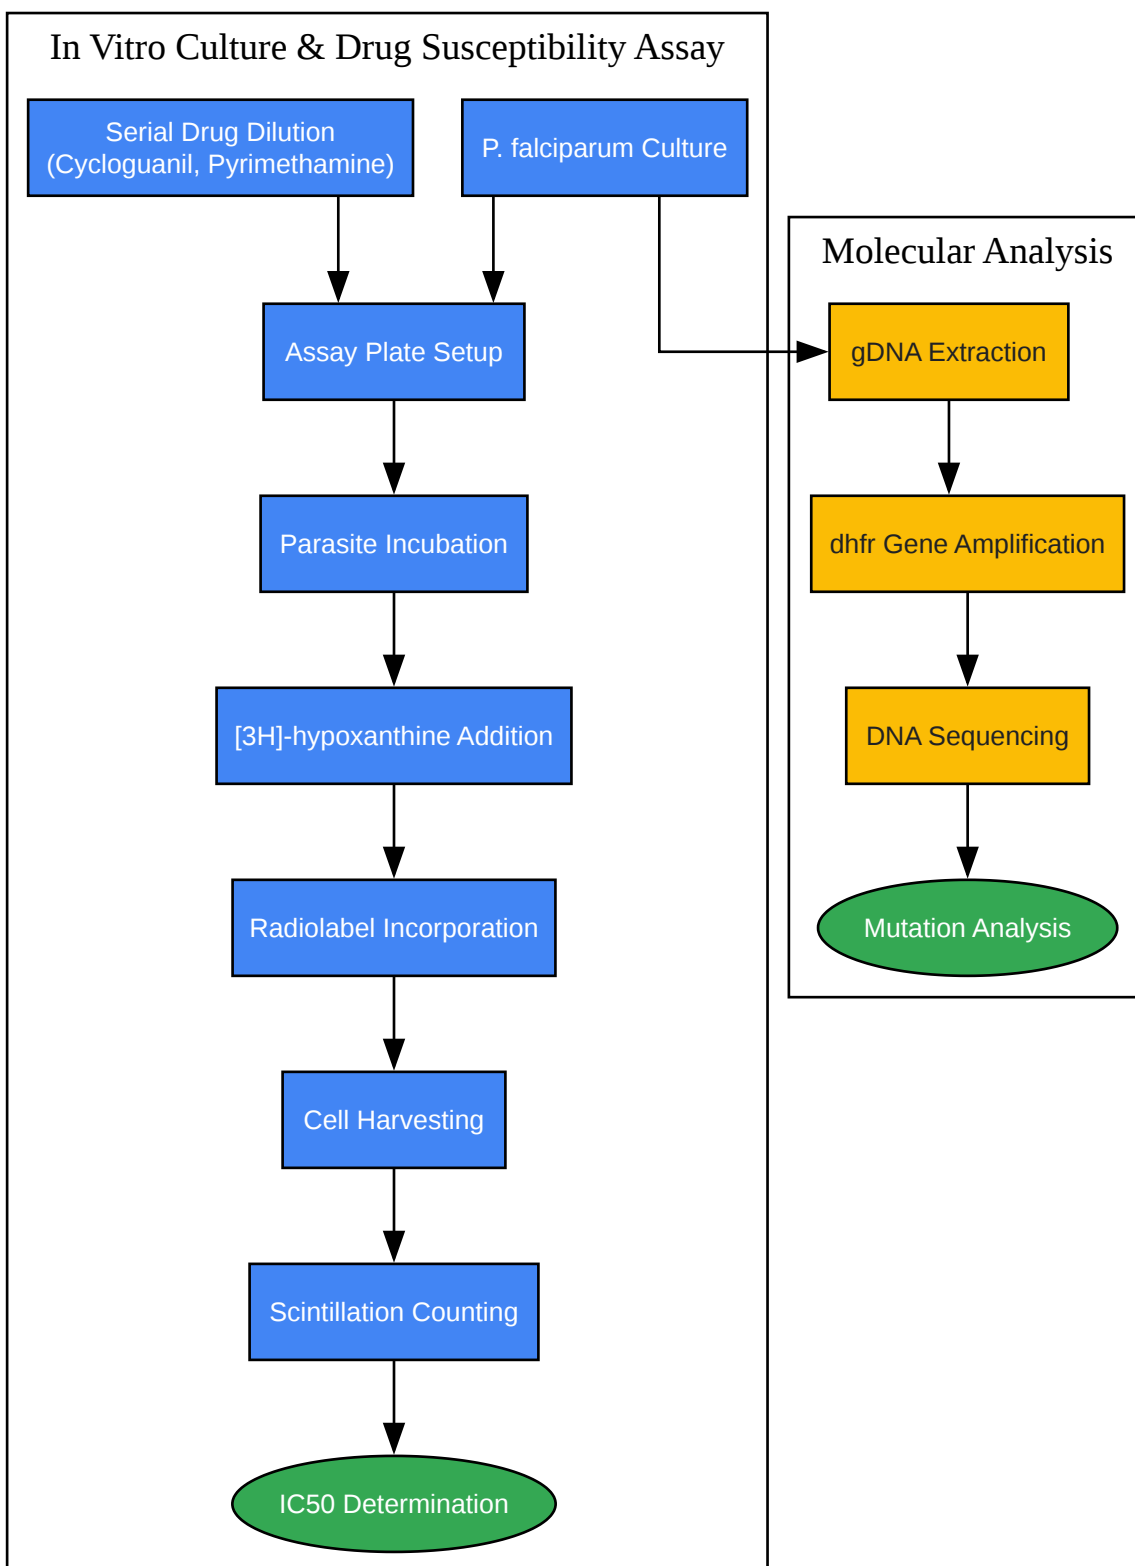 In Vitro Culture & Drug Susceptibility Assay
Serial Drug Dilution
(Cycloguanil, Pyrimethamine)
P. falciparum Culture
Assay Plate Setup
Parasite Incubation
[3H]-hypoxanthine Addition
Radiolabel Incorporation
Cell Harvesting
Scintillation Counting
IC50 Determination
Molecular Analysis
gDNA Extraction
dhfr Gene Amplification
DNA Sequencing
Mutation Analysis